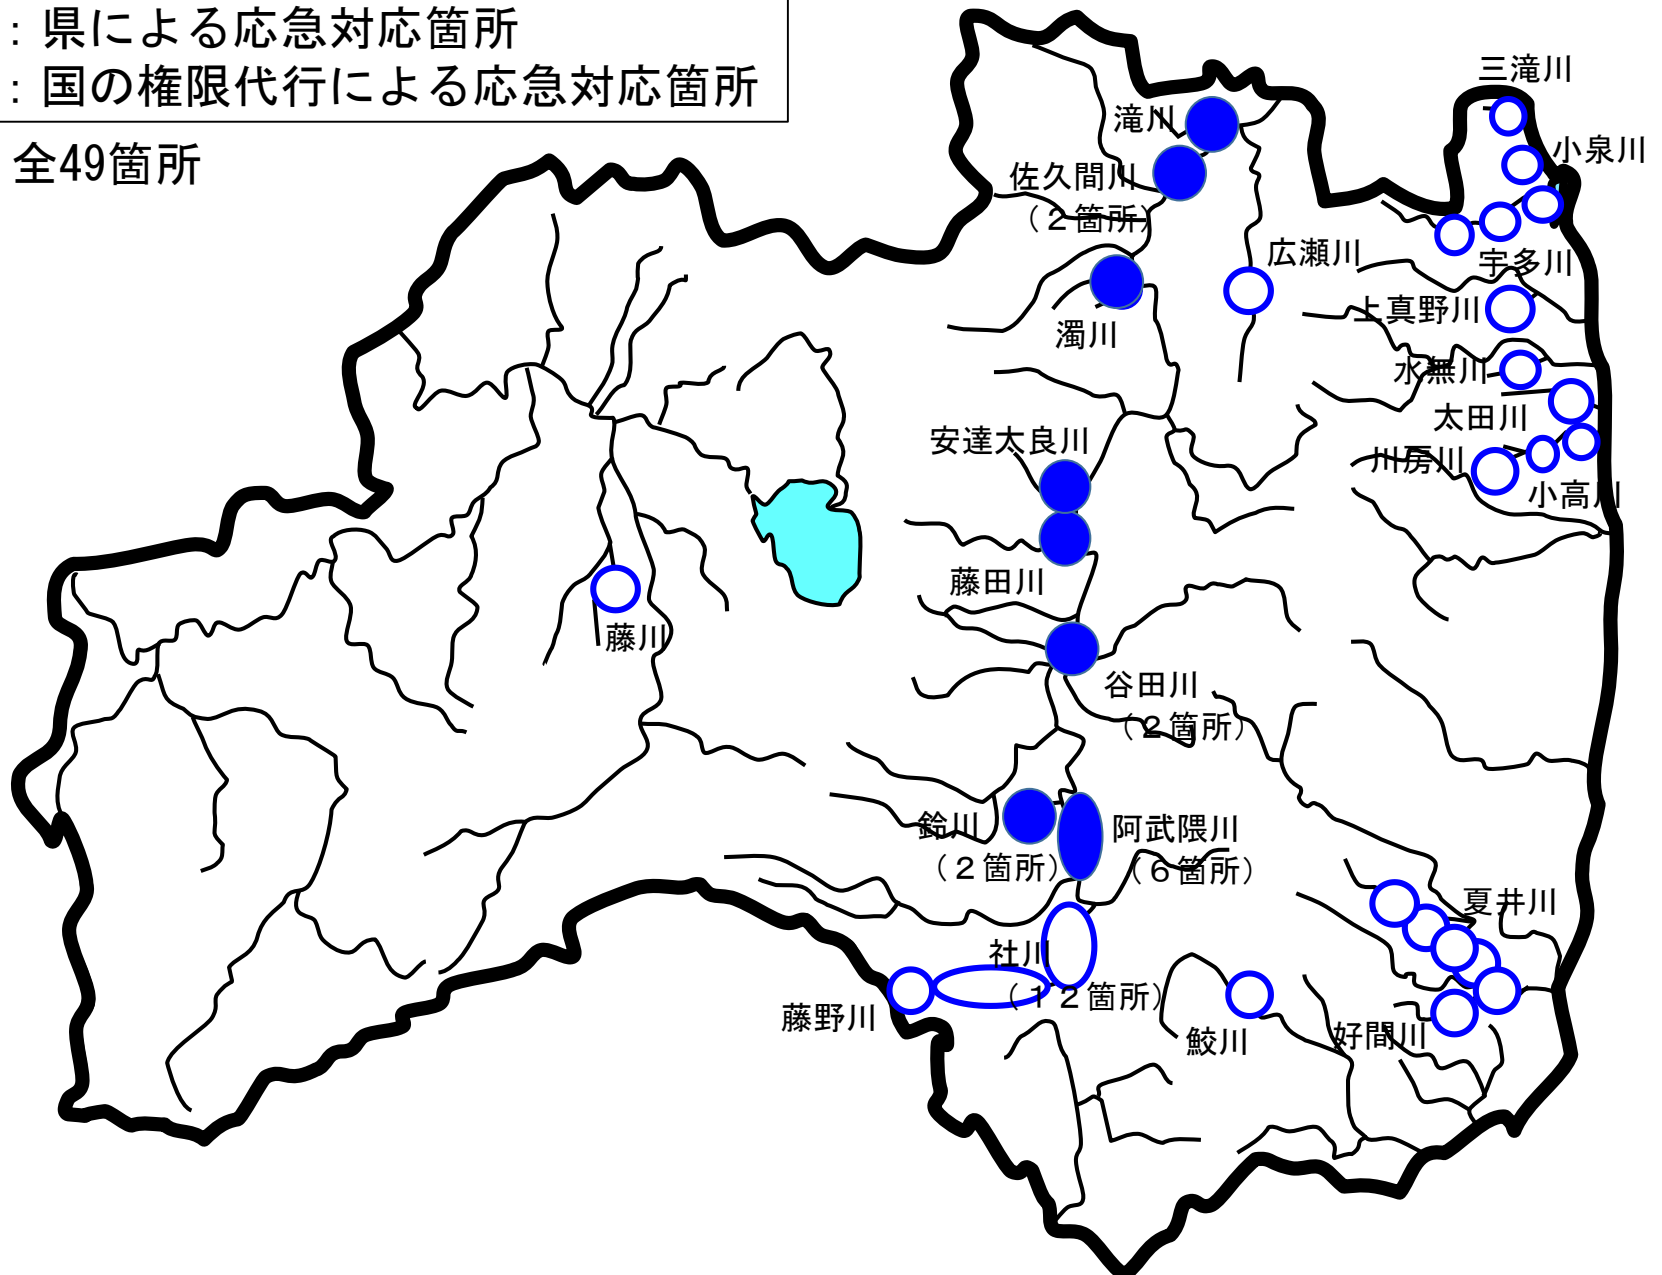 ：県による応急対応箇所
：国の権限代行による応急対応箇所
全49箇所
三滝川
滝川
小泉川
佐久間川
（２箇所）
広瀬川
宇多川
上真野川
濁川
水無川
太田川
安達太良川
川房川
小高川
藤田川
藤川
谷田川
（２箇所）
鈴川
（２箇所）
阿武隈川
（６箇所）
夏井川
社川
（１２箇所）
藤野川
鮫川
好間川